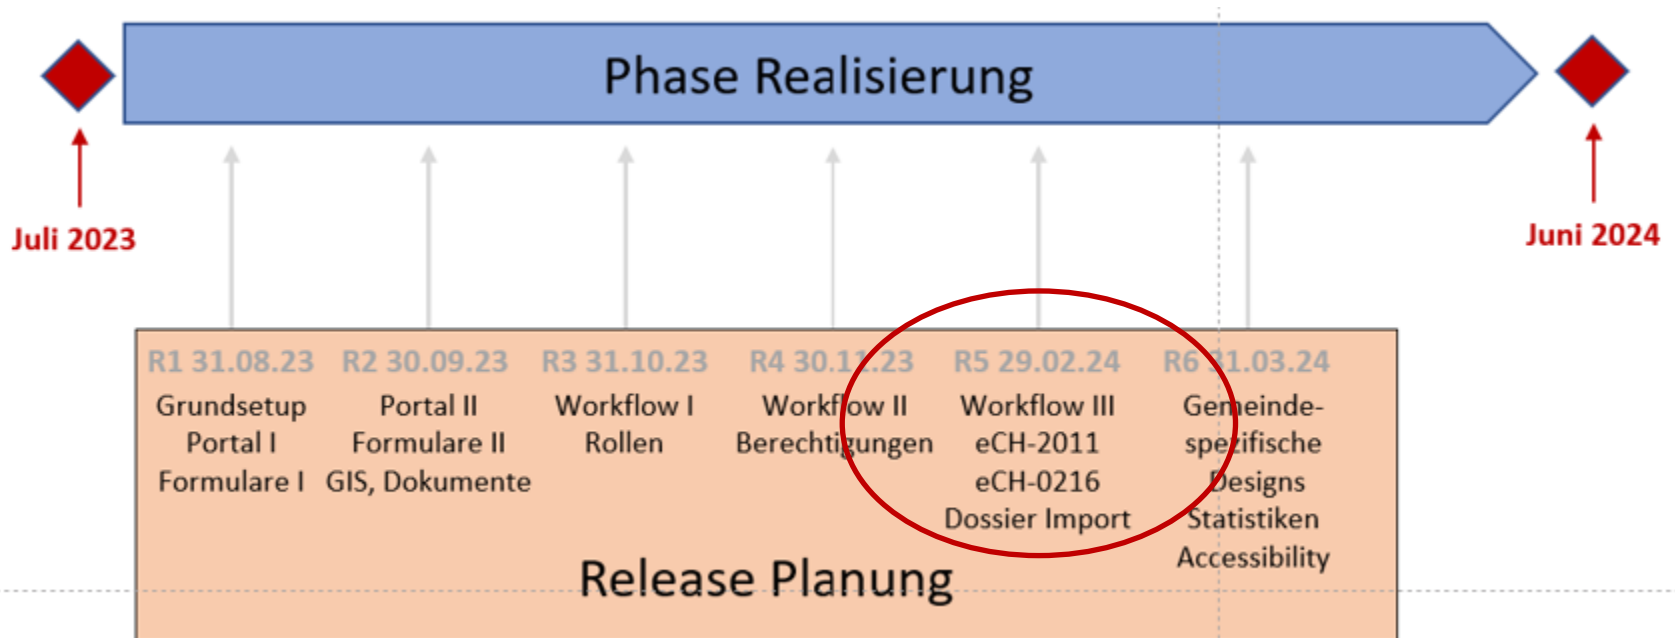 Phase Realisierung
Juli 2023
Juni 2024
R1 31.08.23
Grundsetup
Portal I
Formulare I
R2 30.09.23
Portal II
Formulare II
GIS, Dokumente
R3 31.10.23
Workflow I
Rollen
R4 30.11.23
Workflow II
Berechtigungen
R5 29.02.24
Workflow III
eCH-2011
eCH-0216
Dossier Import
R6 31.03.24
Gemeinde-
spezifische
Designs
Statistiken
Accessibility
Release Planung